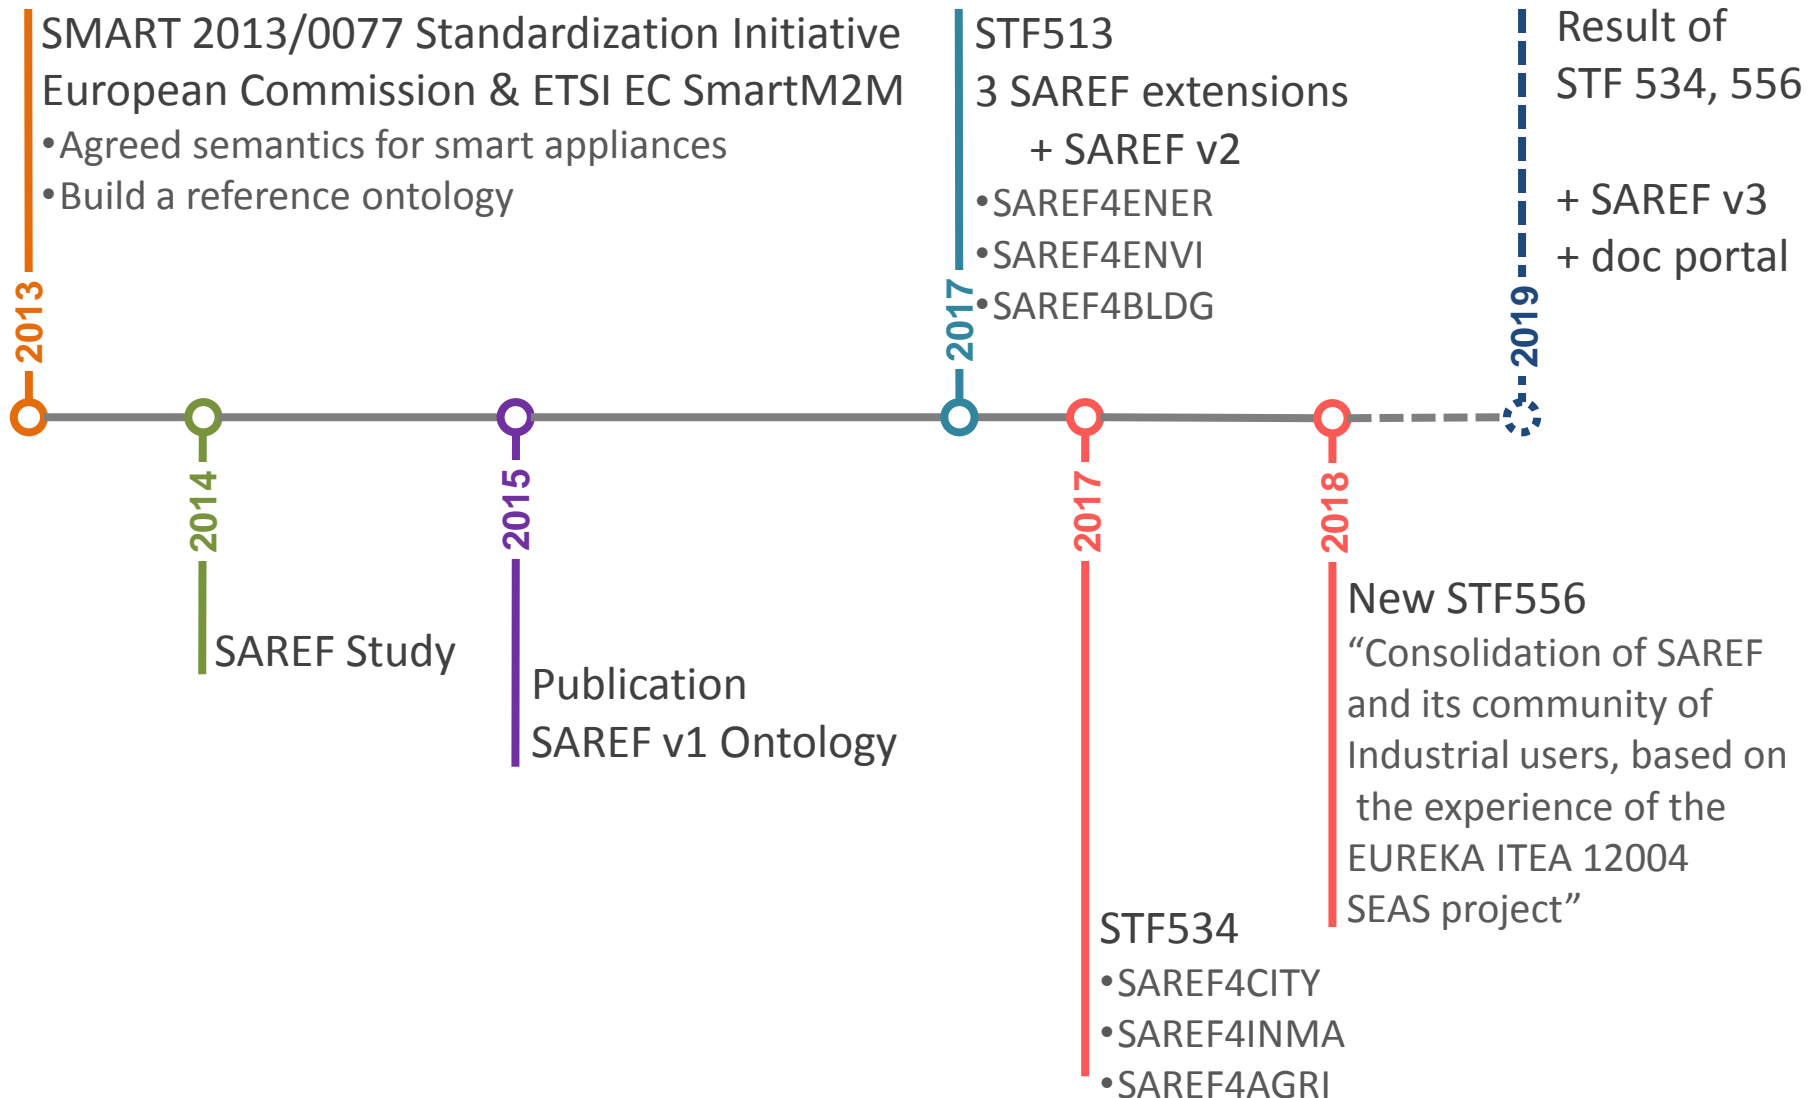 SMART 2013/0077 Standardization Initiative
European Commission & ETSI EC SmartM2M
•Agreed semantics for smart appliances
•Build a reference ontology
2013
2014
SAREF Study
2015
Publication
SAREF v1 Ontology
STF513
3 SAREF extensions
+ SAREF v2
•SAREF4ENER
•SAREF4ENVI
•SAREF4BLDG
2017
2017
STF534
•SAREF4CITY
•SAREF4INMA
•SAREF4AGRI
2018
New STF556
“Consolidation of SAREF
and its community of
Industrial users, based on
the experience of the
EUREKA ITEA 12004
SEAS project”
Result of
STF 534, 556
+ SAREF v3
+ doc portal
2019